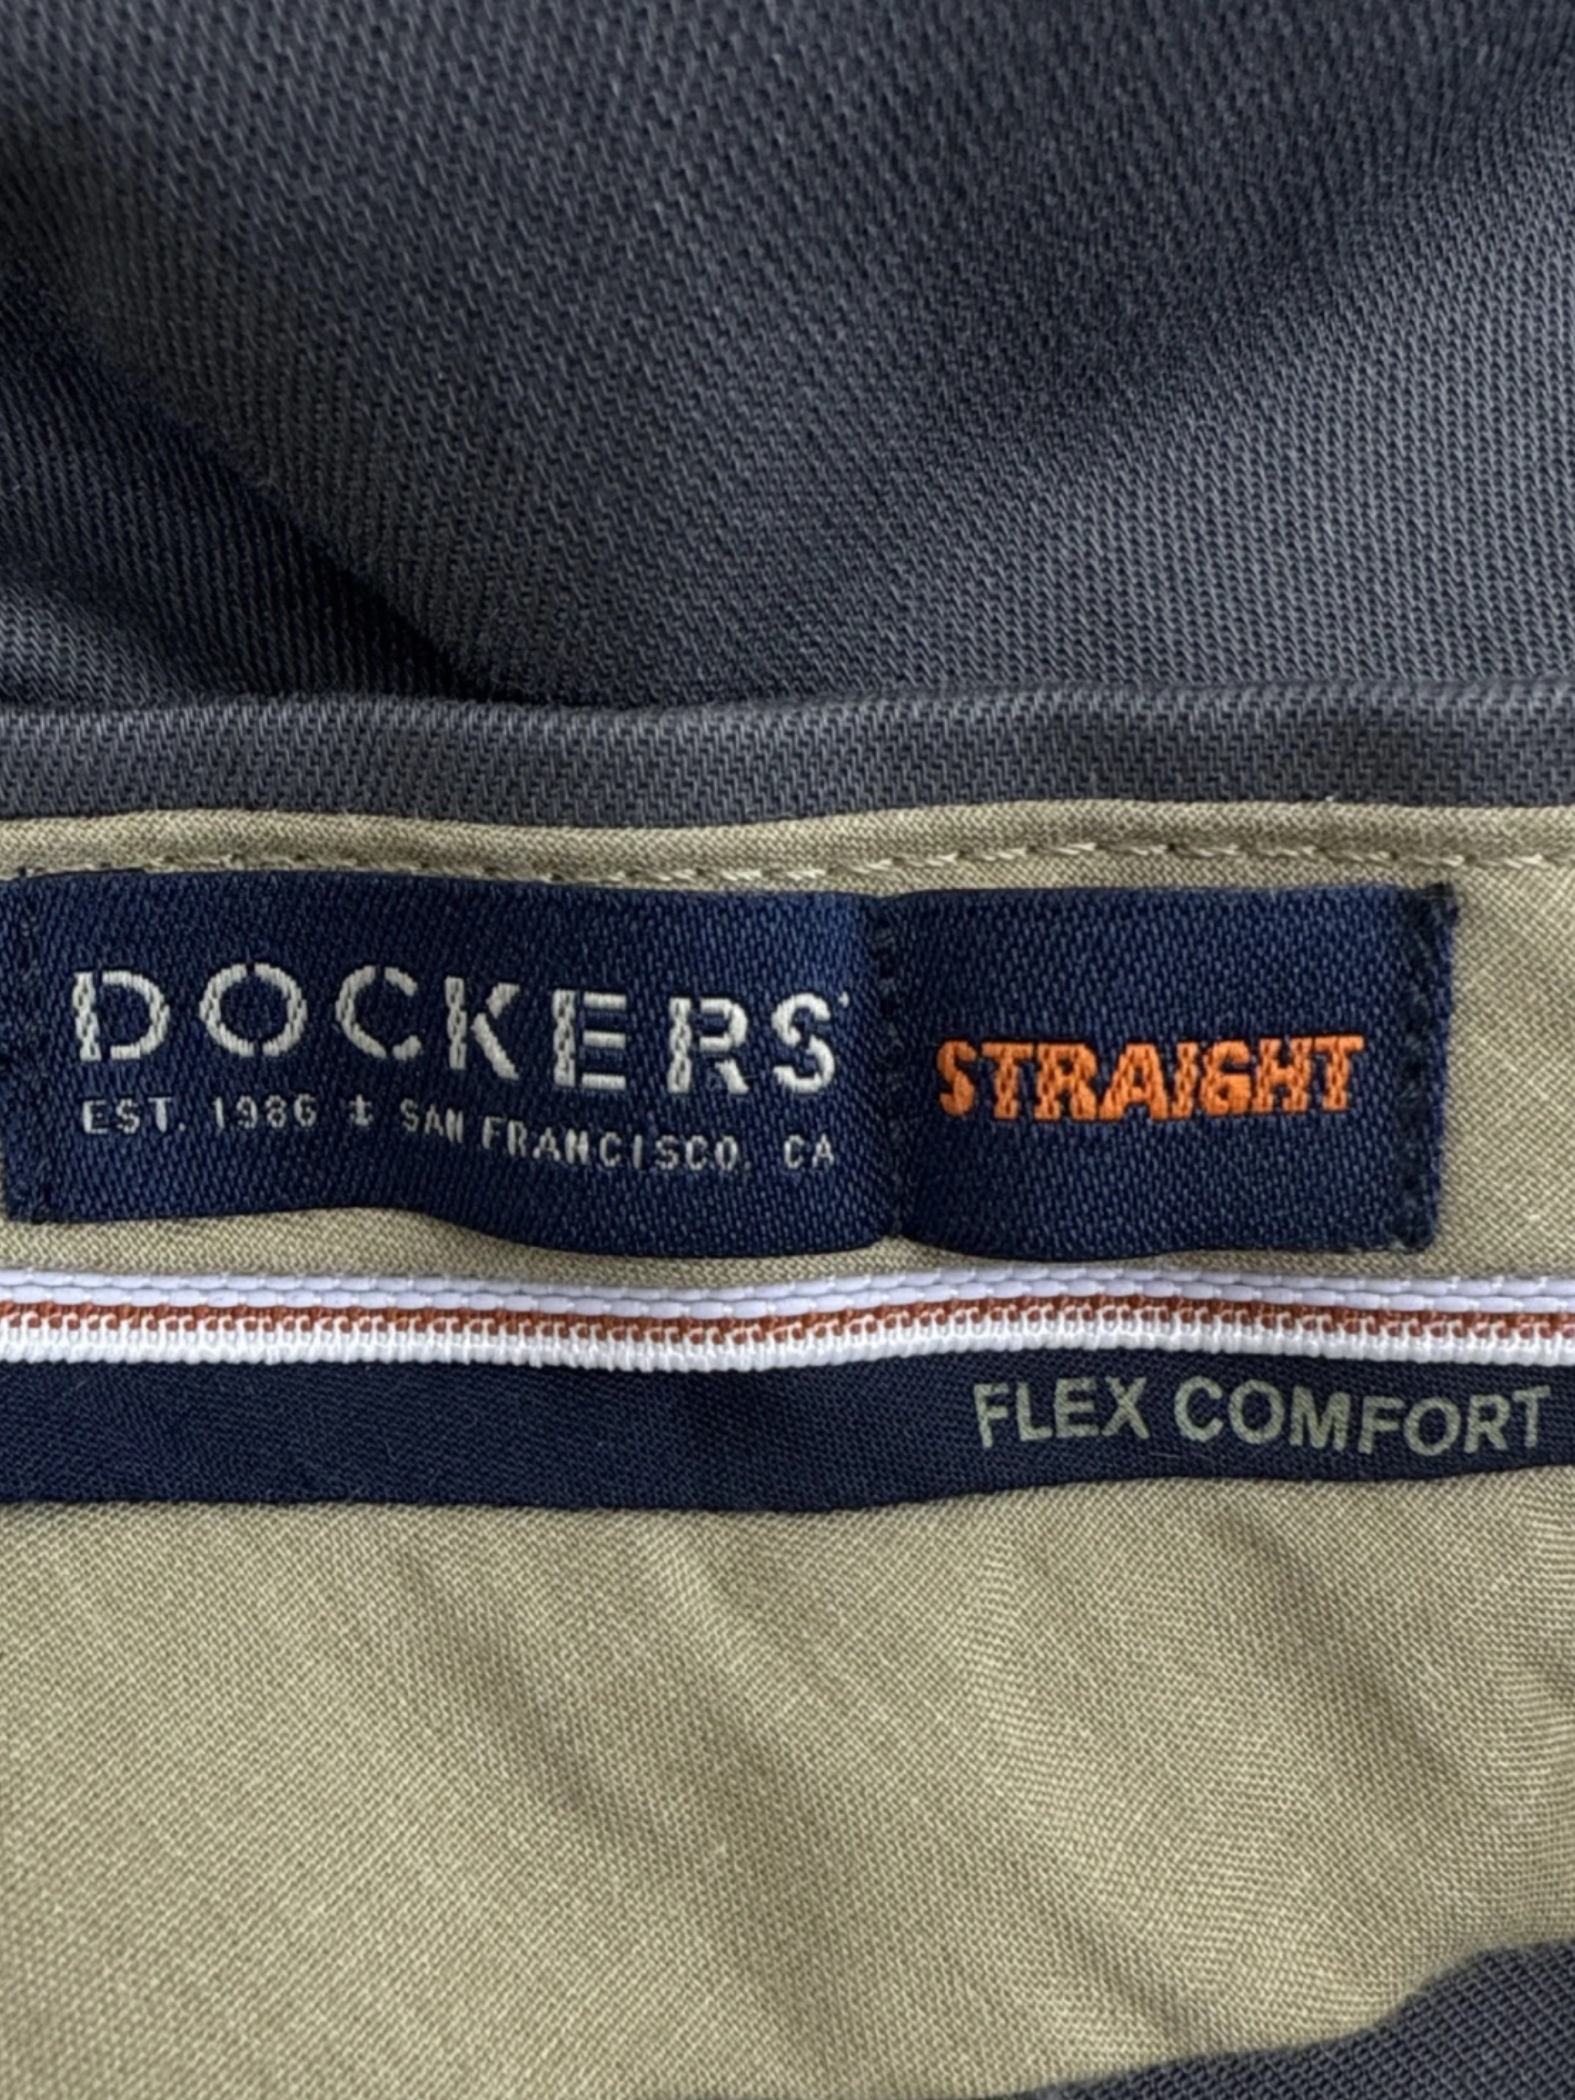 DOCKERS
EST. 1986 ‡ SAN FRANCISCO, CA
STRAIGHT
FLEX COMFORT